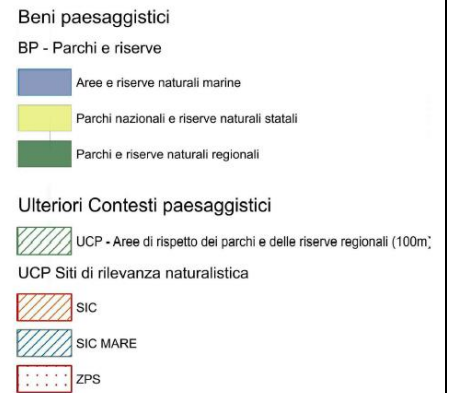 Beni paesaggistici
BP - Parchi e riserve
Aree e riserve naturali marine
Parchi nazionali e riserve naturali statali
Parchi e riserve naturali regionali
Ulteriori Contesti paesaggistici
UCP - Aree di rispetto dei parchi e delle riserve regionali (100m)
UCP Siti di rilevanza naturalistica
SIC
SIC MARE
ZPS